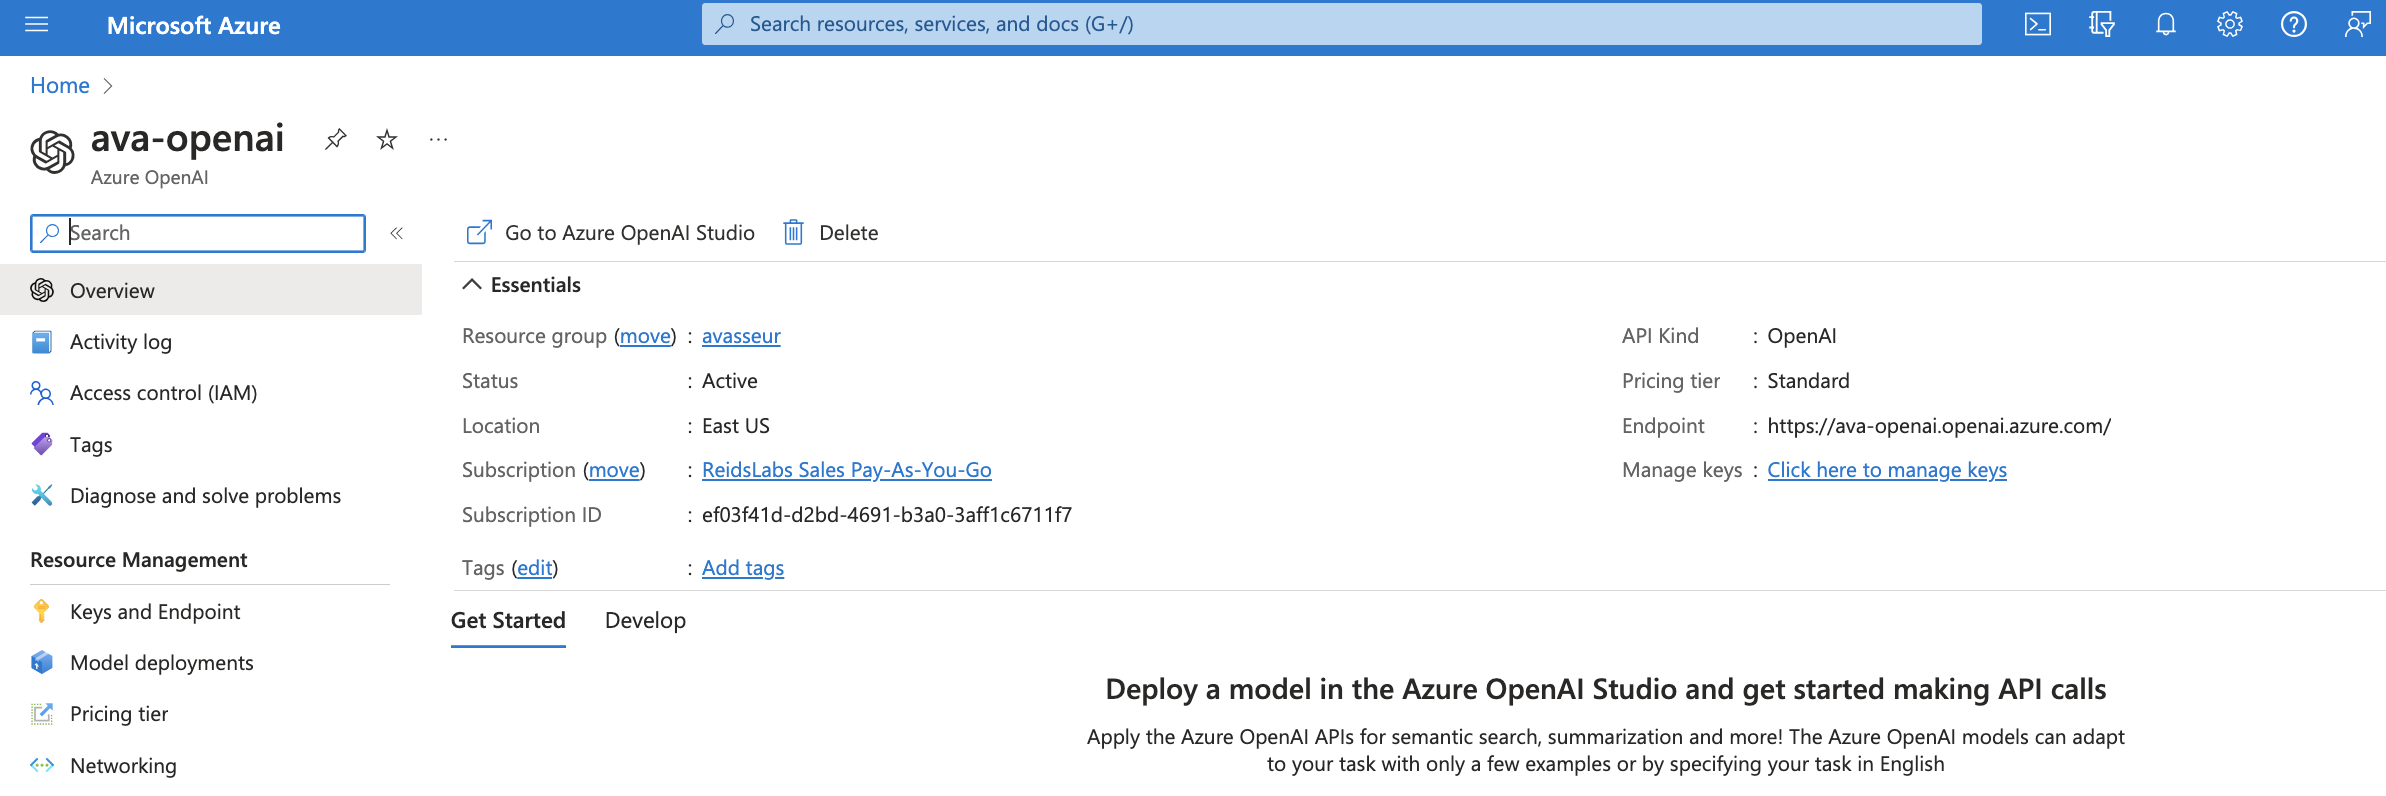 Microsoft Azure
Search resources, services, and docs (G+/)
Home
ava-openai
Azure OpenAI
Search
Go to Azure OpenAI Studio
Delete
Overview
Activity log
Access control (IAM)
Tags
Diagnose and solve problems
Resource Management
Keys and Endpoint
Model deployments
Pricing tier
Networking
Essentials
Resource group (move) : avasseur
Status : Active
Location : East US
Subscription (move) : ReidsLabs Sales Pay-As-You-Go
Subscription ID : ef03f41d-d2bd-4691-b3a0-3aff1c6711f7
Tags (edit) : Add tags
API Kind : OpenAI
Pricing tier : Standard
Endpoint : https://ava-openai.openai.azure.com/
Manage keys : Click here to manage keys
Get Started
Develop
Deploy a model in the Azure OpenAI Studio and get started making API calls
Apply the Azure OpenAI APIs for semantic search, summarization and more! The Azure OpenAI models can adapt
to your task with only a few examples or by specifying your task in English